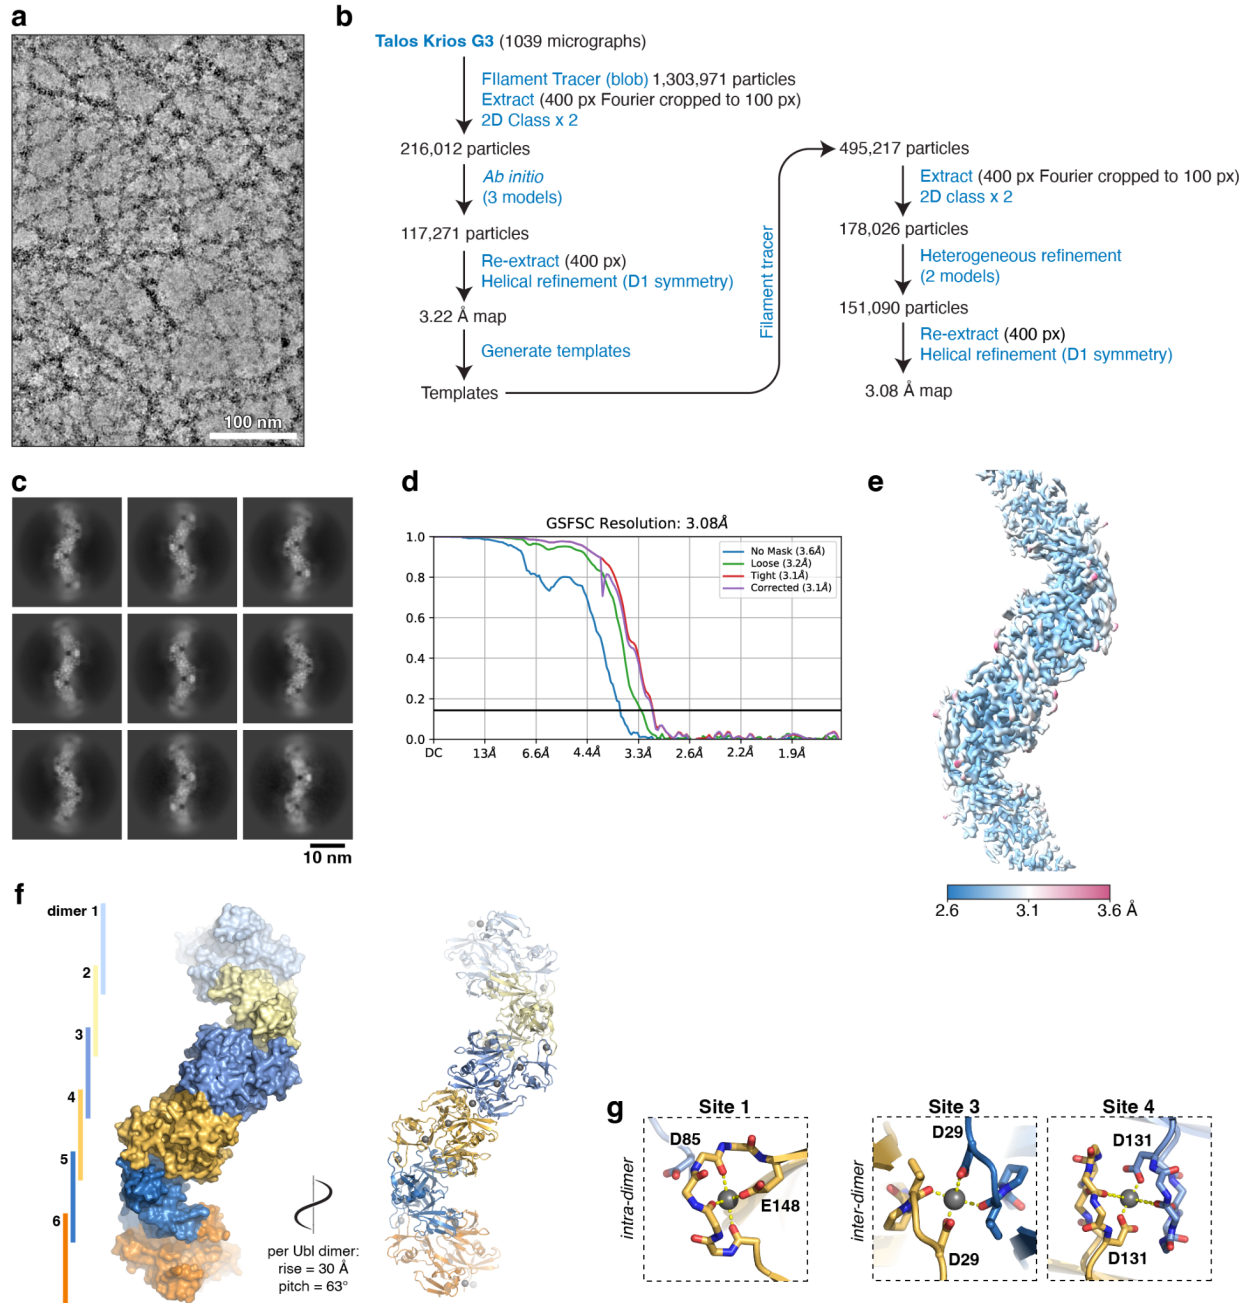 a
100 nm
b
Talos Krios G3 (1039 micrographs)
FIlament Tracer (blob) 1,303,971 particles
Extract (400 px Fourier cropped to 100 px)
2D Class x 2
216,012 particles
Ab initio
(3 models)
117,271 particles
Re-extract (400 px)
Helical refinement (D1 symmetry)
3.22 Å map
Generate templates
Templates
Filament tracer
495,217 particles
Extract (400 px Fourier cropped to 100 px)
2D class x 2
178,026 particles
Heterogeneous refinement
(2 models)
151,090 particles
Re-extract (400 px)
Helical refinement (D1 symmetry)
3.08 Å map
c
10 nm
d
GSFSC Resolution: 3.08Å
No Mask (3.6Å)
Loose (3.2Å)
Tight (3.1Å)
Corrected (3.1Å)
1.0
0.8
0.6
0.4
0.2
0.0
DC 13Å 6.6Å 4.4Å 3.3Å 2.6Å 2.2Å 1.9Å
e
2.6 3.1 3.6 Å
f
dimer 1
2
3
4
5
6
per Ubl dimer:
rise = 30 Å
pitch = 63°
g
Site 1
intra-dimer
D85
E148
Site 3
inter-dimer
D29
D29
Site 4
D131
D131